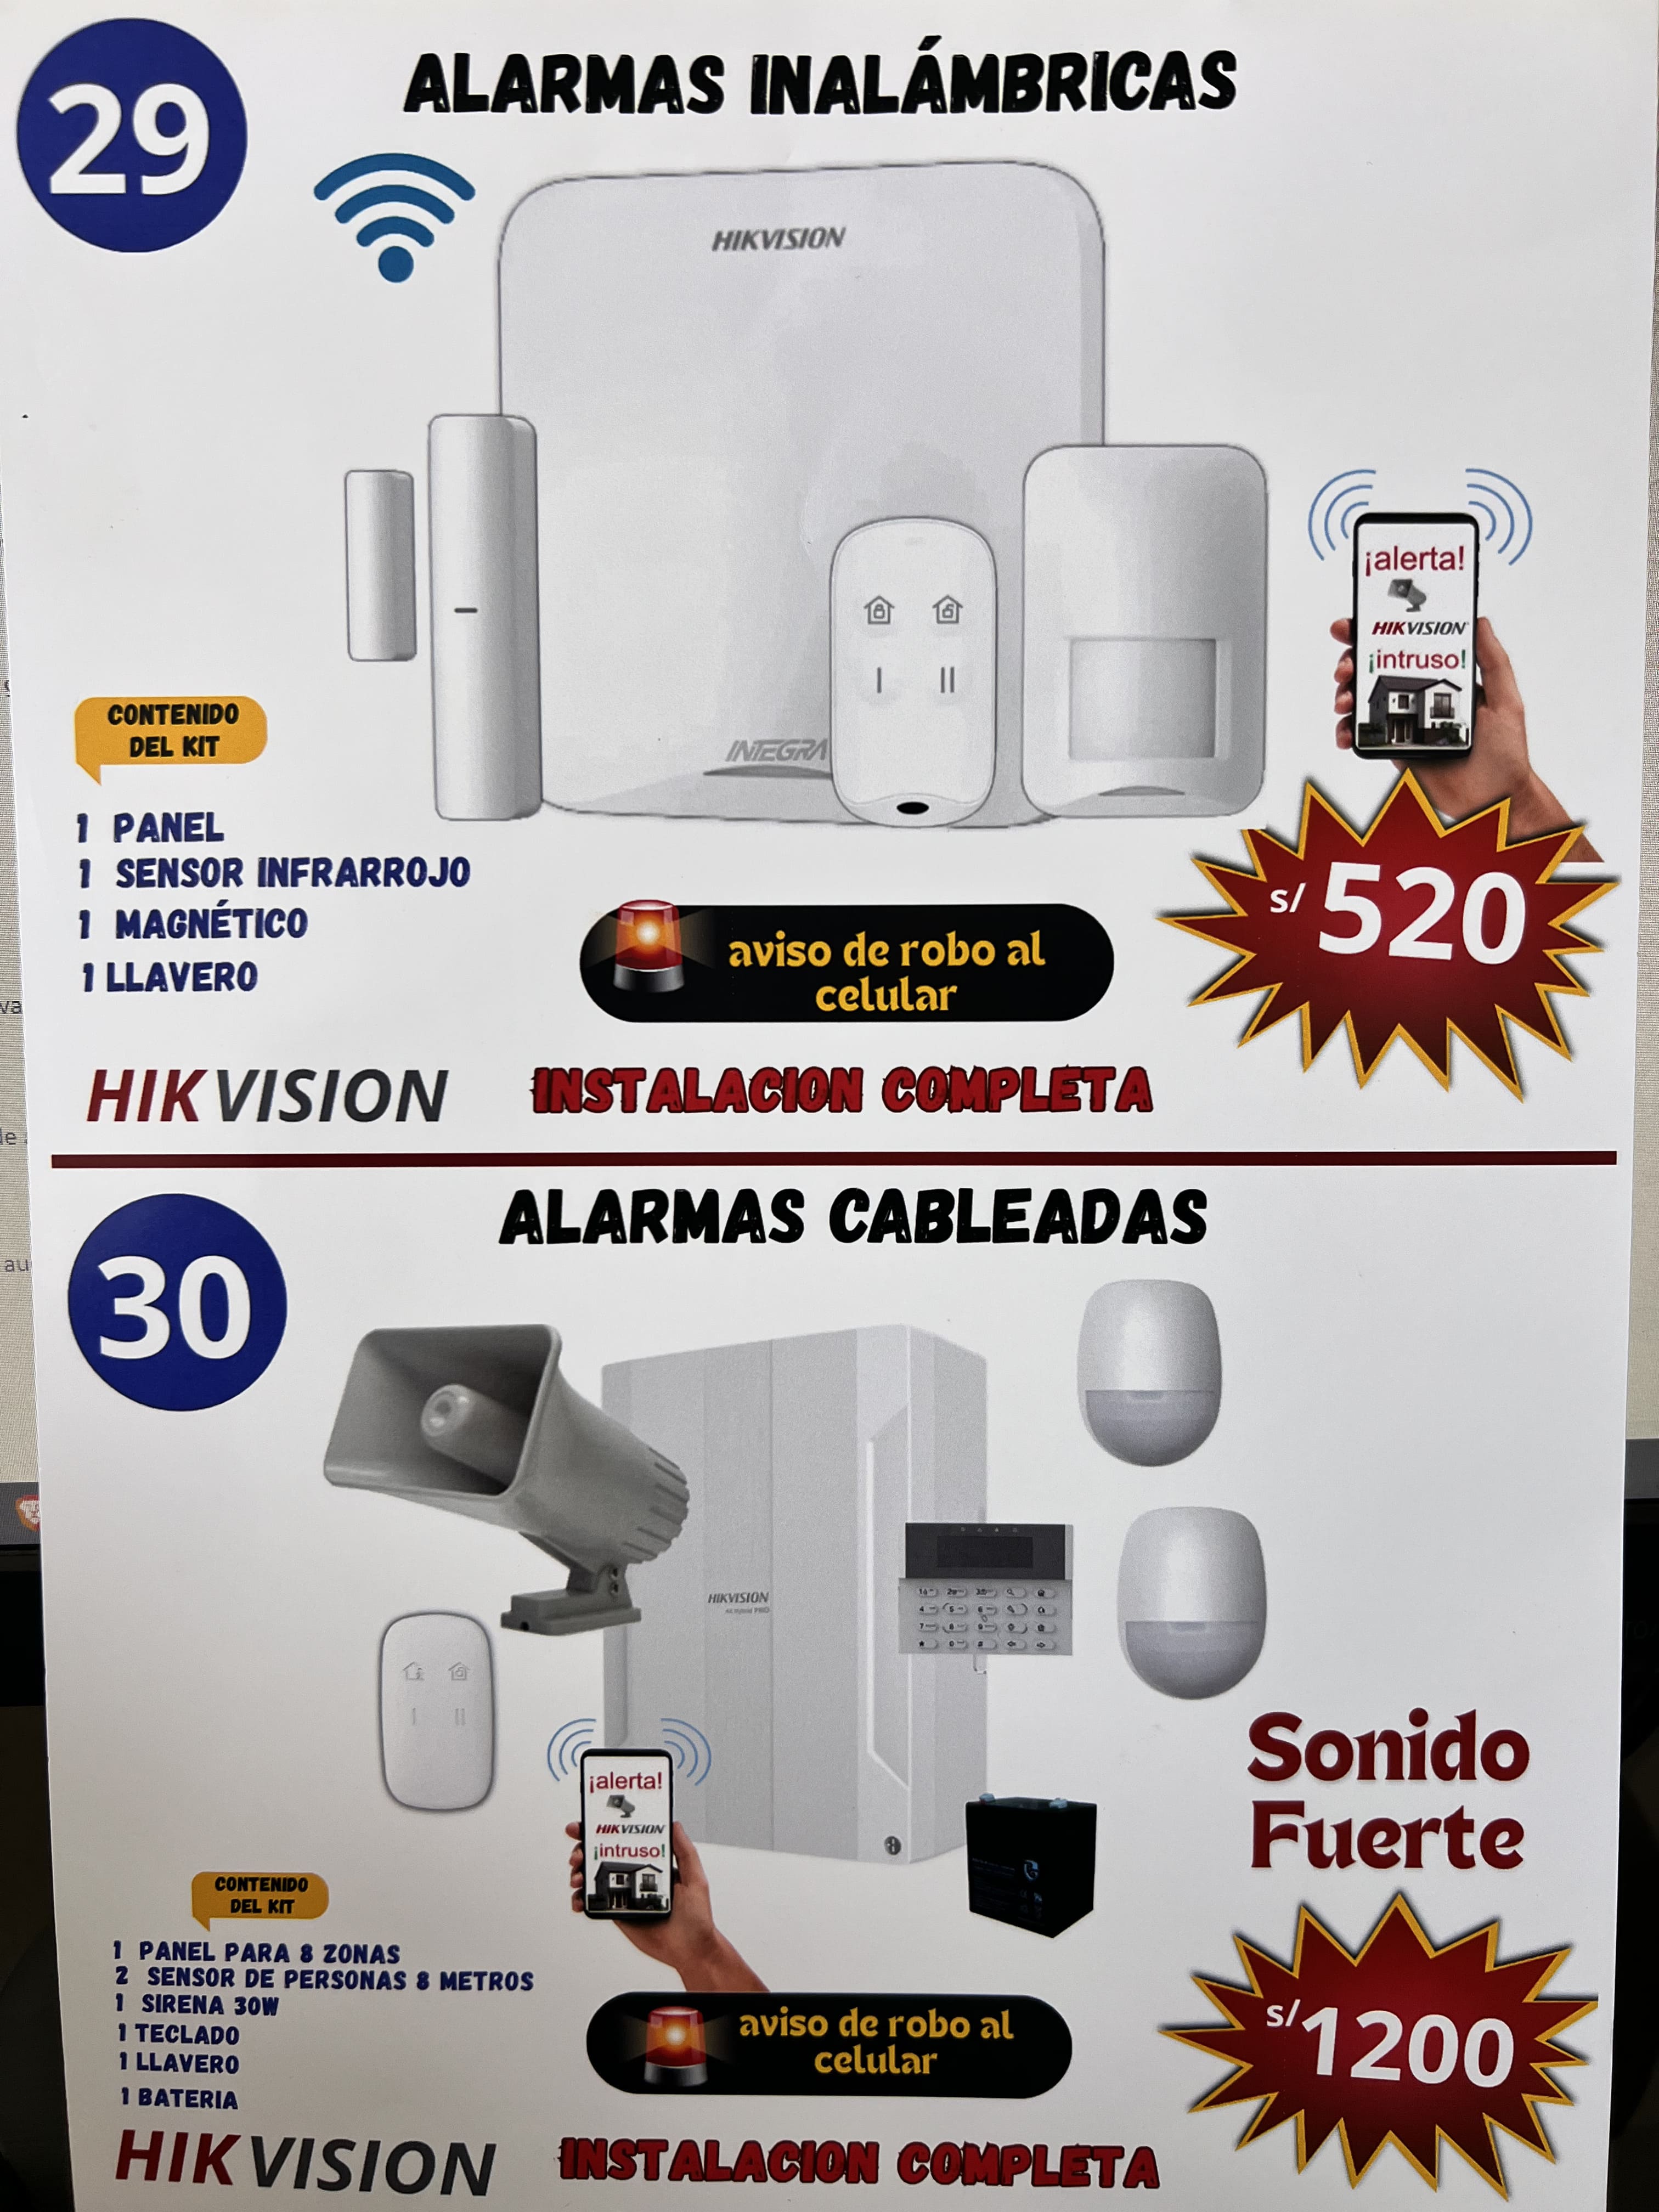 29
ALARMAS INALÁMBRICAS
HIKVISION
¡alerta!
HIKVISION
¡intruso!
INTEGRA
CONTENIDO
DEL KIT
1 PANEL
1 SENSOR INFRARROJO
1 MAGNÉTICO
1 LLAVERO
aviso de robo al
celular
s/ 520
HIKVISION
INSTALACION COMPLETA
30
ALARMAS CABLEADAS
HIKVISION
AX Hybrid PRO
¡alerta!
HIKVISION
¡intruso!
Sonido
Fuerte
CONTENIDO
DEL KIT
1 PANEL PARA 8 ZONAS
2 SENSOR DE PERSONAS 8 METROS
1 SIRENA 30W
1 TECLADO
1 LLAVERO
1 BATERIA
aviso de robo al
celular
s/ 1200
HIKVISION
INSTALACION COMPLETA